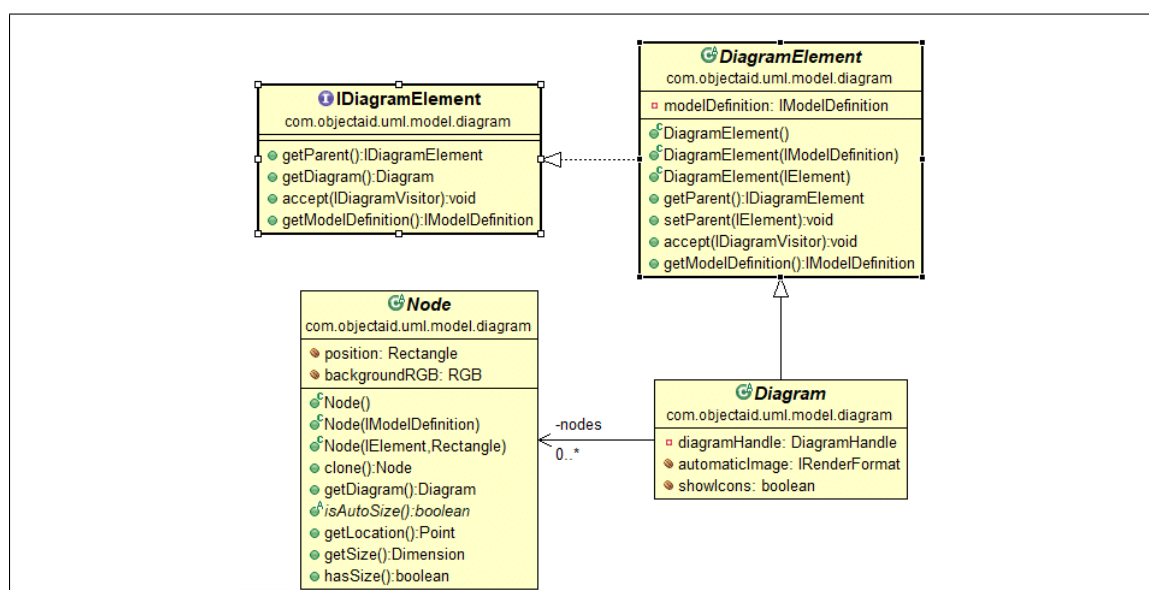 IDiagramElement
com.objectaid.uml.model.diagram
getParent():IDiagramElement
getDiagram():Diagram
accept(IDiagramVisitor):void
getModelDefinition():IModelDefinition
DiagramElement
com.objectaid.uml.model.diagram
modelDefinition: IModelDefinition
DiagramElement()
DiagramElement(IModelDefinition)
DiagramElement(IElement)
getParent():IDiagramElement
setParent(IElement):void
accept(IDiagramVisitor):void
getModelDefinition():IModelDefinition
Node
com.objectaid.uml.model.diagram
position: Rectangle
backgroundRGB: RGB
Node()
Node(IModelDefinition)
Node(IElement,Rectangle)
clone():Node
getDiagram():Diagram
isAutoSize():boolean
getLocation():Point
getSize():Dimension
hasSize():boolean
-nodes
0..*
Diagram
com.objectaid.uml.model.diagram
diagramHandle: DiagramHandle
automaticImage: IRenderFormat
showIcons: boolean